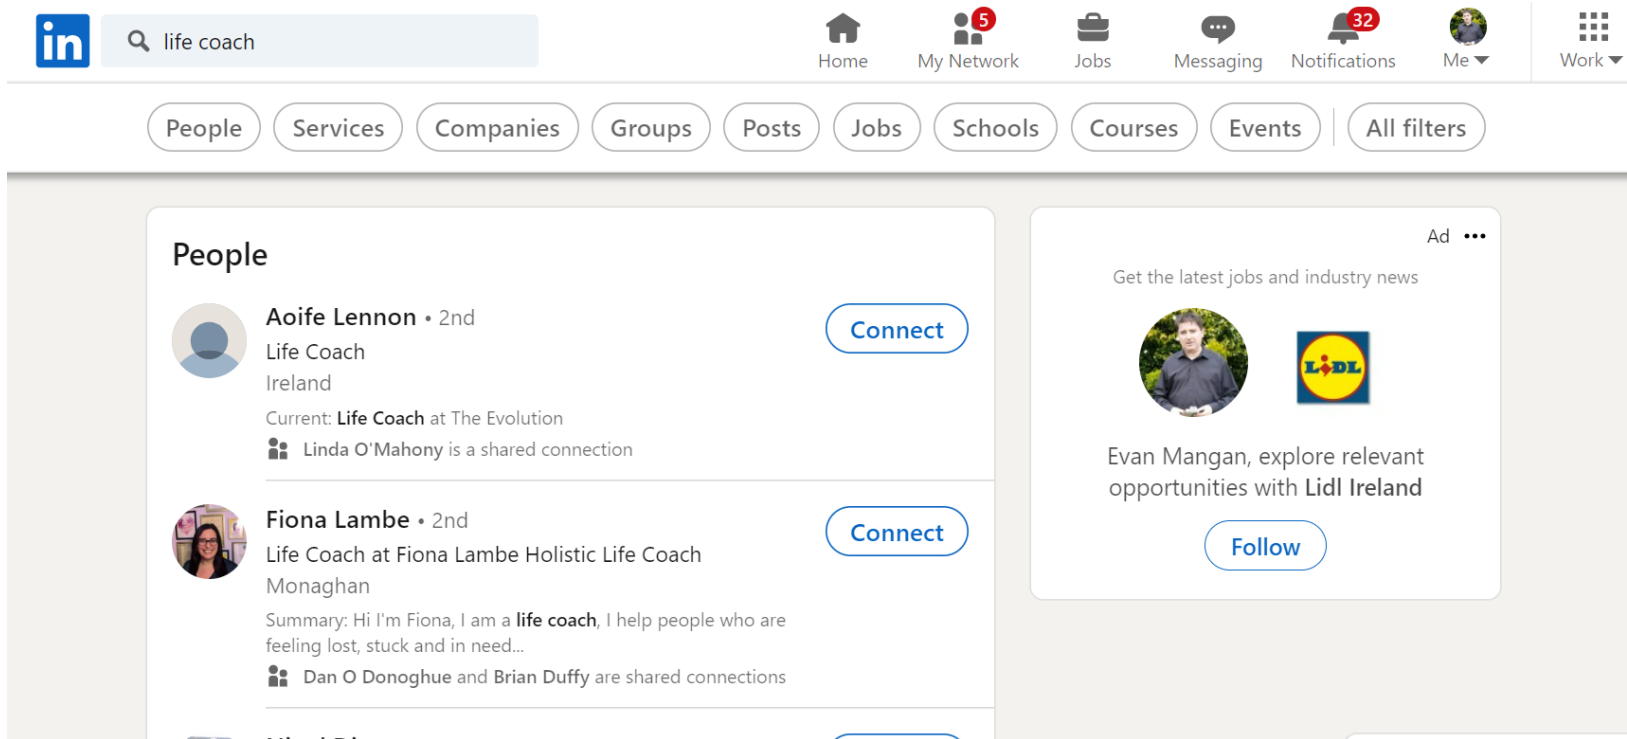 in
life coach
Home
5
My Network
Jobs
Messaging
32
Notifications
Me
Work
People
Services
Companies
Groups
Posts
Jobs
Schools
Courses
Events
All filters
People
Aoife Lennon • 2nd
Life Coach
Ireland
Current: Life Coach at The Evolution
Linda O'Mahony is a shared connection
Connect
Fiona Lambe • 2nd
Life Coach at Fiona Lambe Holistic Life Coach
Monaghan
Summary: Hi I'm Fiona, I am a life coach, I help people who are
feeling lost, stuck and in need...
Dan O Donoghue and Brian Duffy are shared connections
Connect
Ad
Get the latest jobs and industry news
LIDL
Evan Mangan, explore relevant
opportunities with Lidl Ireland
Follow